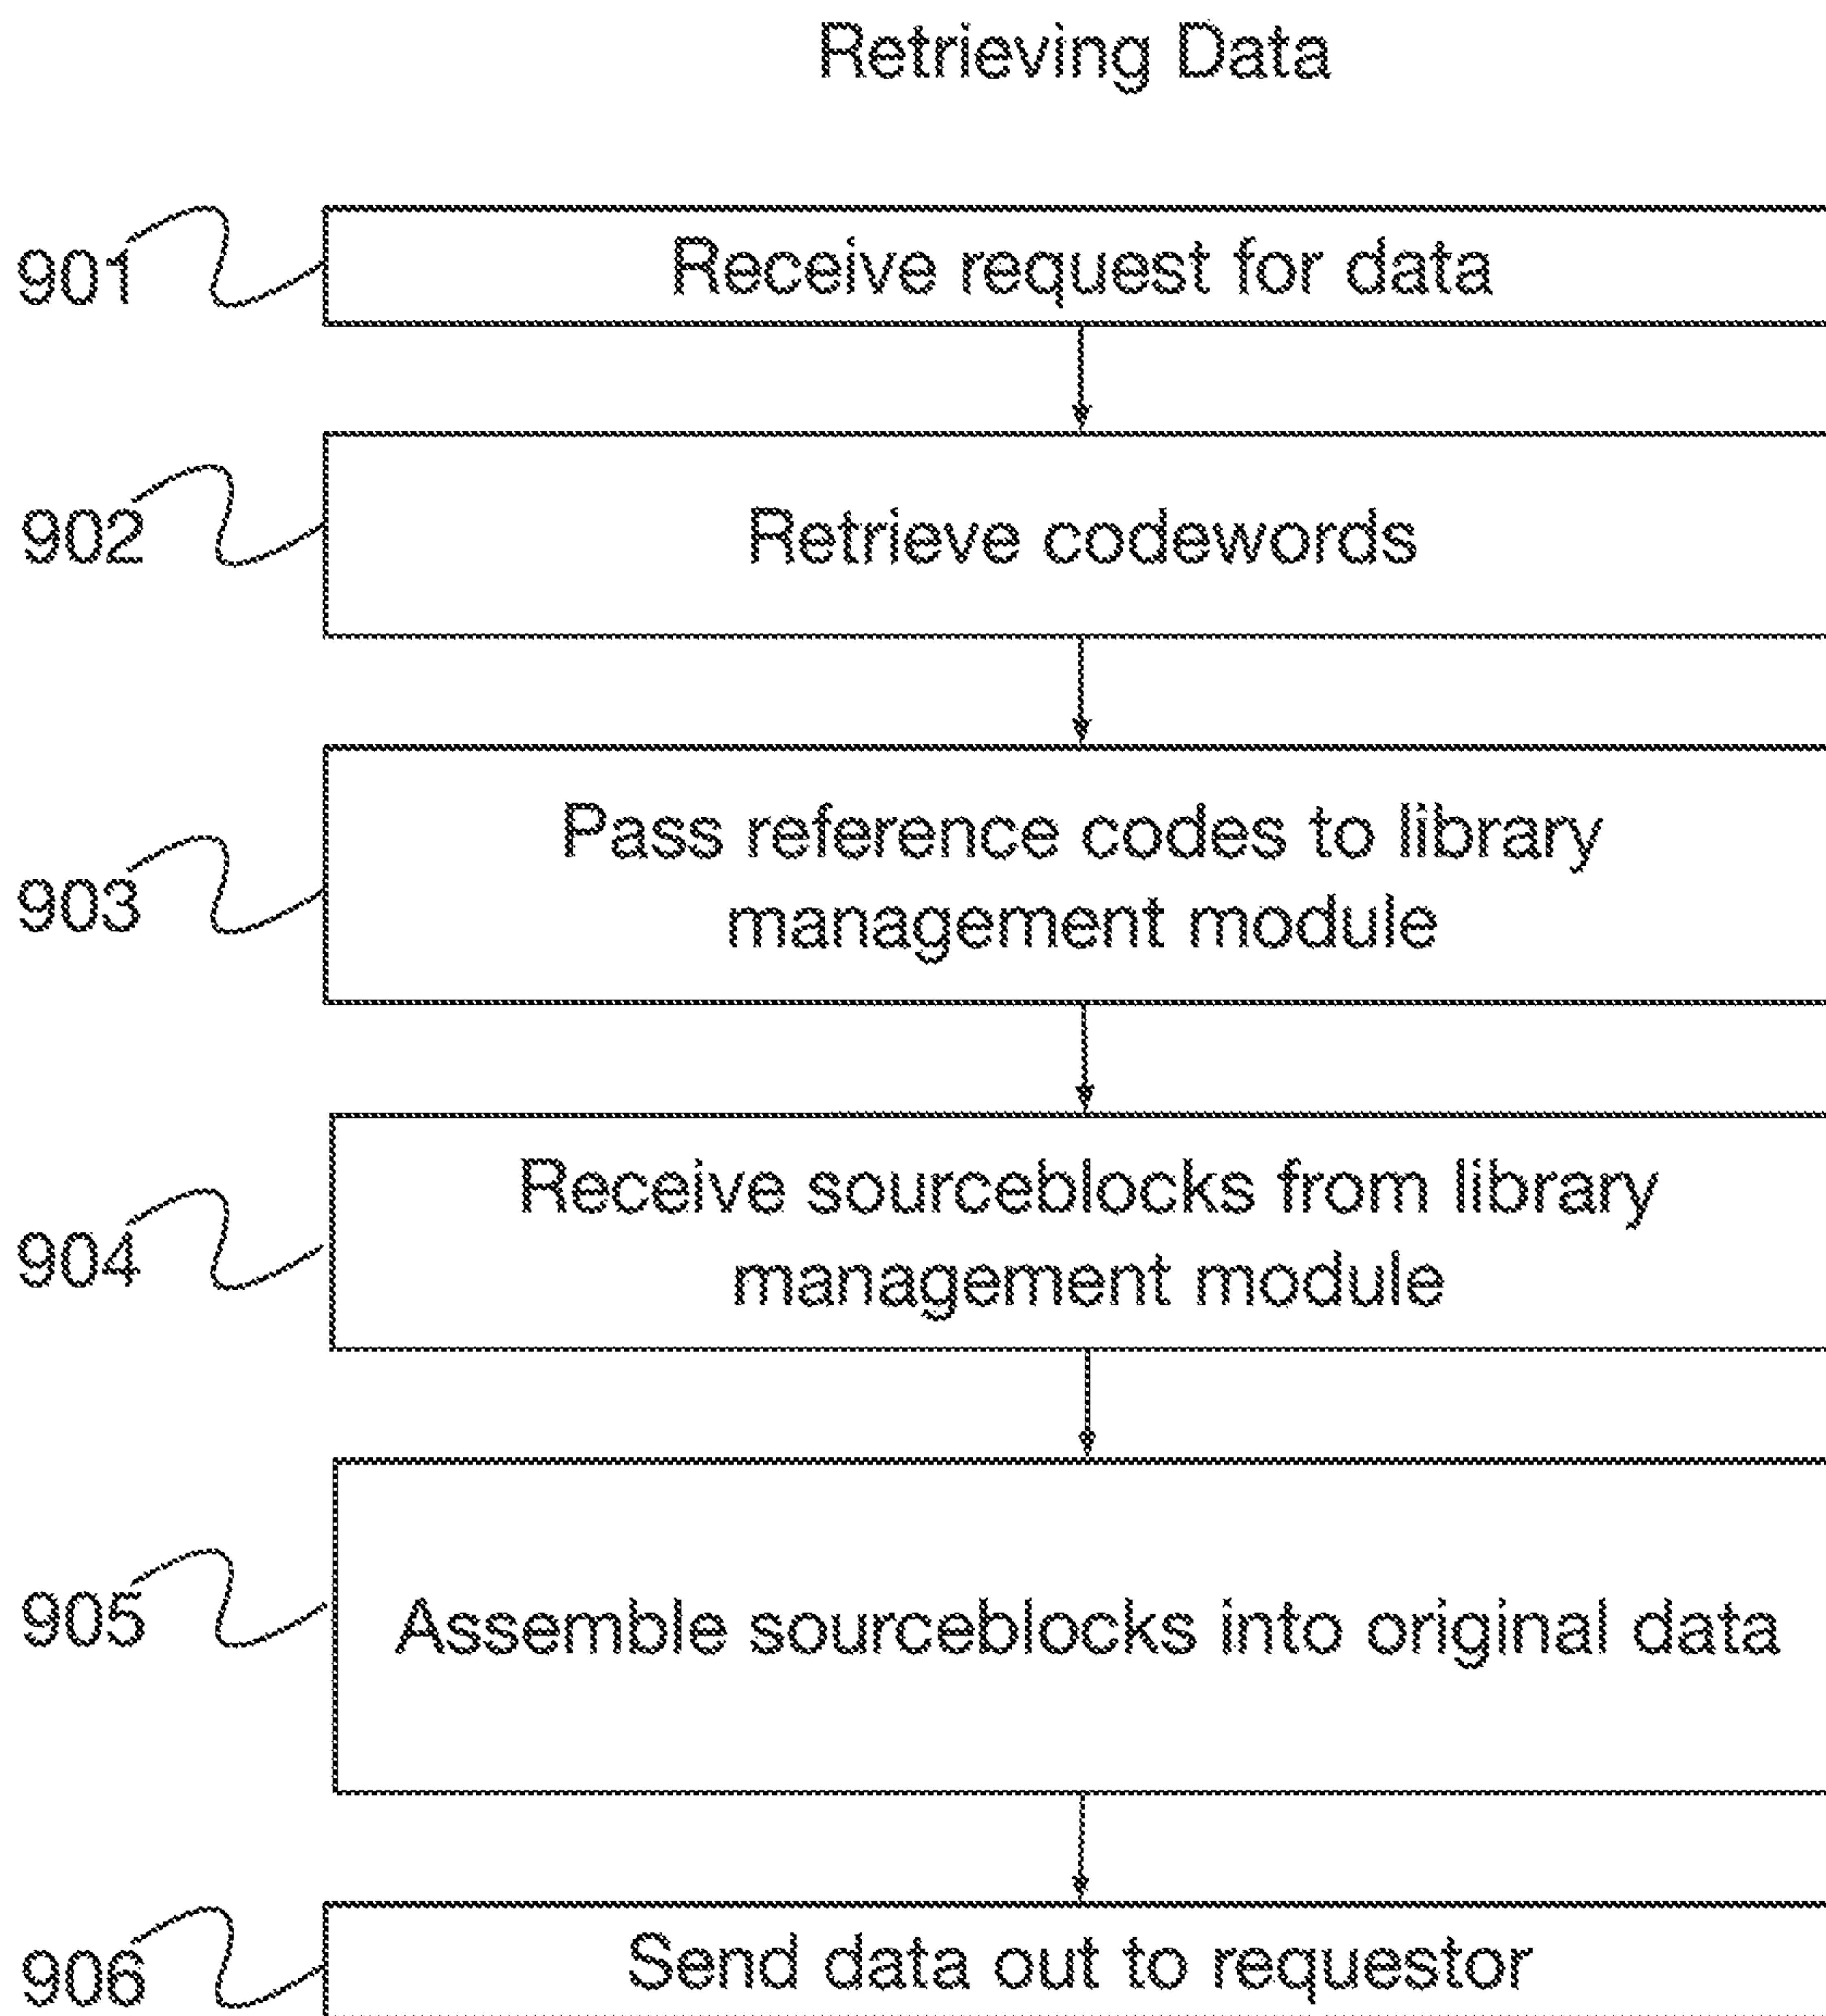 Retrieving Data
901
Receive request for data
902
Retrieve codewords
903
Pass reference codes to library
management module
904
Receive sourceblocks from library
management module
905
Assemble sourceblocks into original data
906
Send data out to requestor